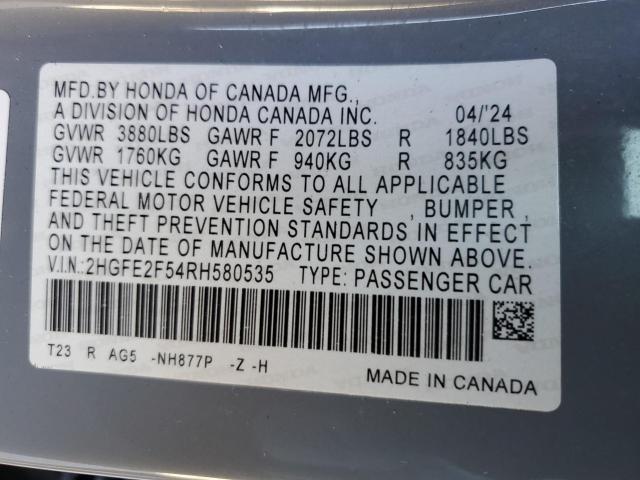 MFD.BY HONDA OF CANADA MFG.,
A DIVISION OF HONDA CANADA INC. 04/'24
GVWR 3880LBS GAWR F 2072LBS R 1840LBS
GVWR 1760KG GAWR F 940KG R 835KG
THIS VEHICLE CONFORMS TO ALL APPLICABLE
FEDERAL MOTOR VEHICLE SAFETY , BUMPER ,
AND THEFT PREVENTION STANDARDS IN EFFECT
ON THE DATE OF MANUFACTURE SHOWN ABOVE.
V.I.N.:2HGFE2F54RH580535 TYPE: PASSENGER CAR
T23 R AG5 -NH877P -Z -H
MADE IN CANADA